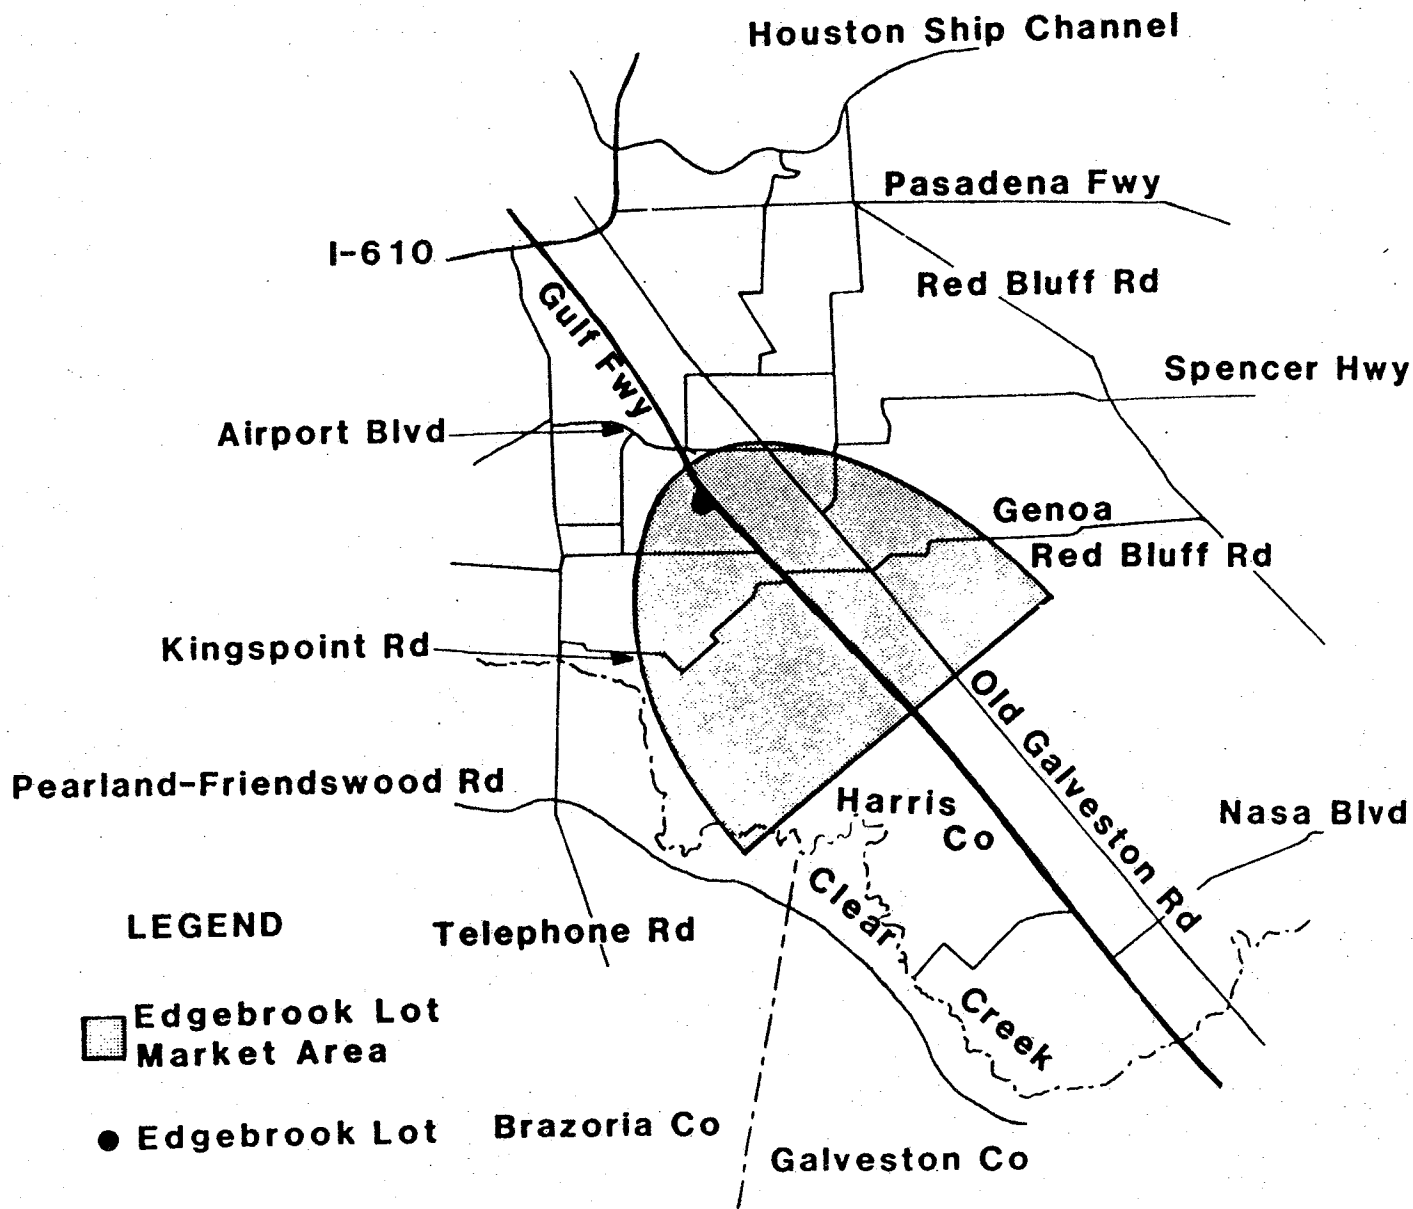 Houston Ship Channel
Pasadena Fwy
I-610
Red Bluff Rd
Gulf Fwy
Spencer Hwy
Airport Blvd
Genoa
Red Bluff Rd
Kingspoint Rd
Old Galveston Rd
Pearland-Friendswood Rd
Harris
Co
Nasa Blvd
Clear
Creek
LEGEND
Telephone Rd
Edgebrook Lot
Market Area
Edgebrook Lot
Brazoria Co
Galveston Co